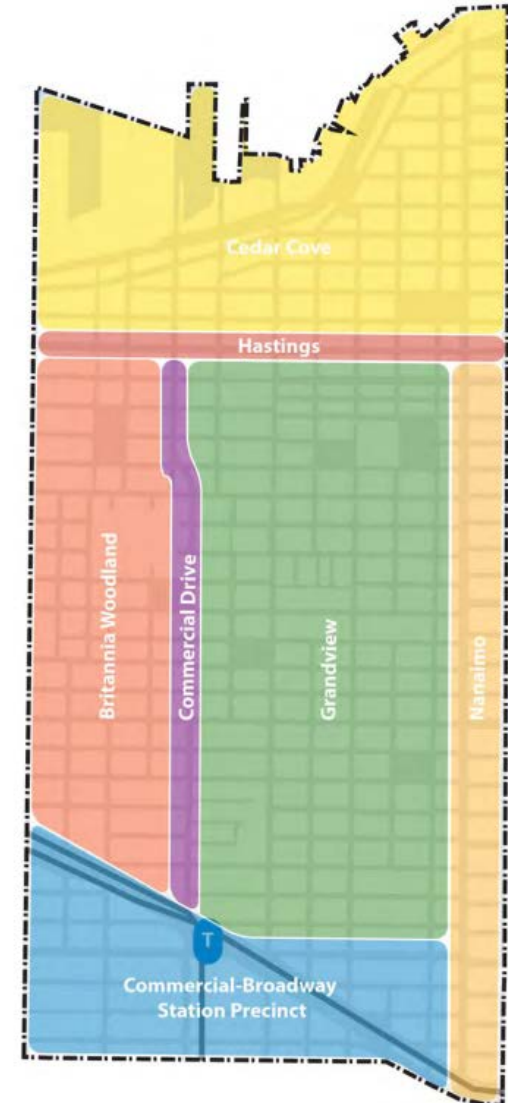 Cedar Cove
Hastings
Britannia Woodland
Commercial Drive
Grandview
Nanaimo
T
Commercial-Broadway
Station Precinct